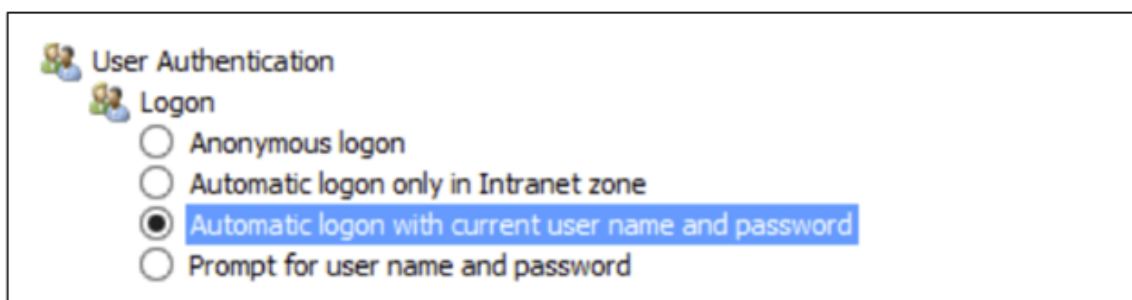 User Authentication
Logon
Anonymous logon
Automatic logon only in Intranet zone
Automatic logon with current user name and password
Prompt for user name and password